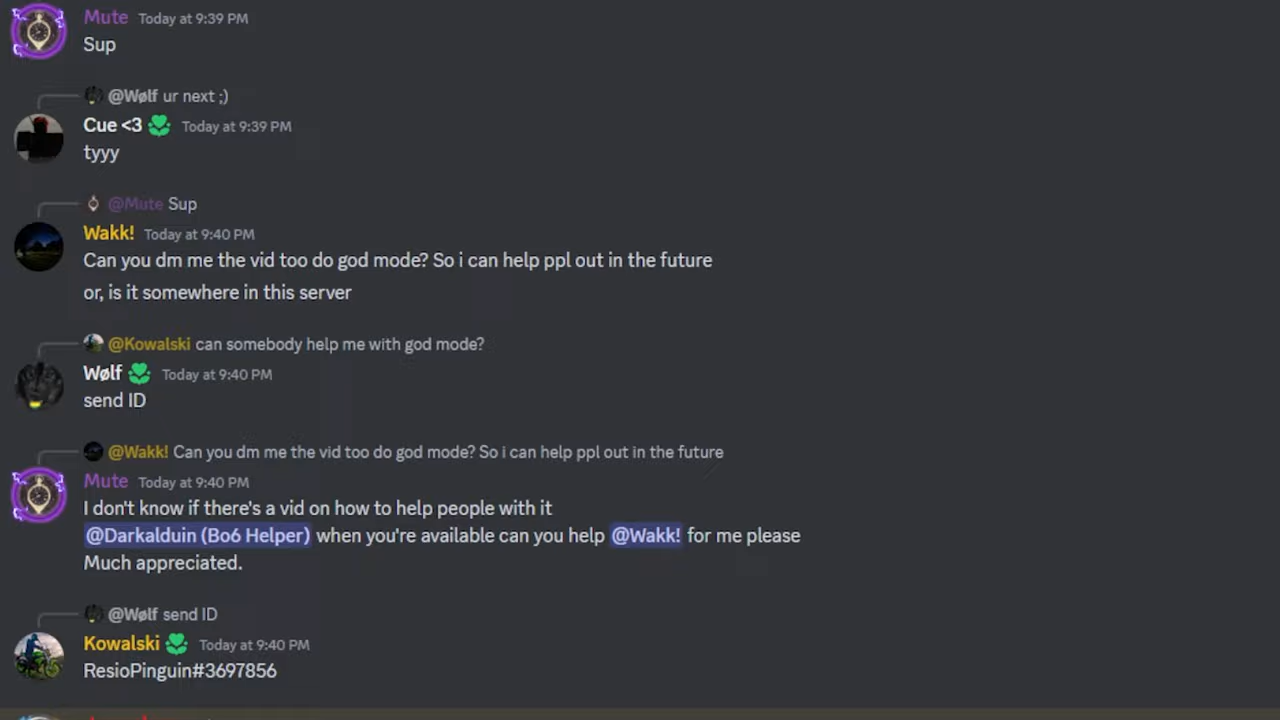 Mute Today at 9:39 PM
Sup
@Wølf ur next ;)
Cue <3 Today at 9:39 PM
tyyy
@Mute Sup
Wakk! Today at 9:40 PM
Can you dm me the vid too do god mode? So i can help ppl out in the future
or, is it somewhere in this server
@Kowalski can somebody help me with god mode?
Wølf Today at 9:40 PM
send ID
@Wakk! Can you dm me the vid too do god mode? So i can help ppl out in the future
Mute Today at 9:40 PM
I don't know if there's a vid on how to help people with it
@Darkalduin (Bo6 Helper) when you're available can you help @Wakk! for me please
Much appreciated.
@Wølf send ID
Kowalski Today at 9:40 PM
ResioPinguin#3697856